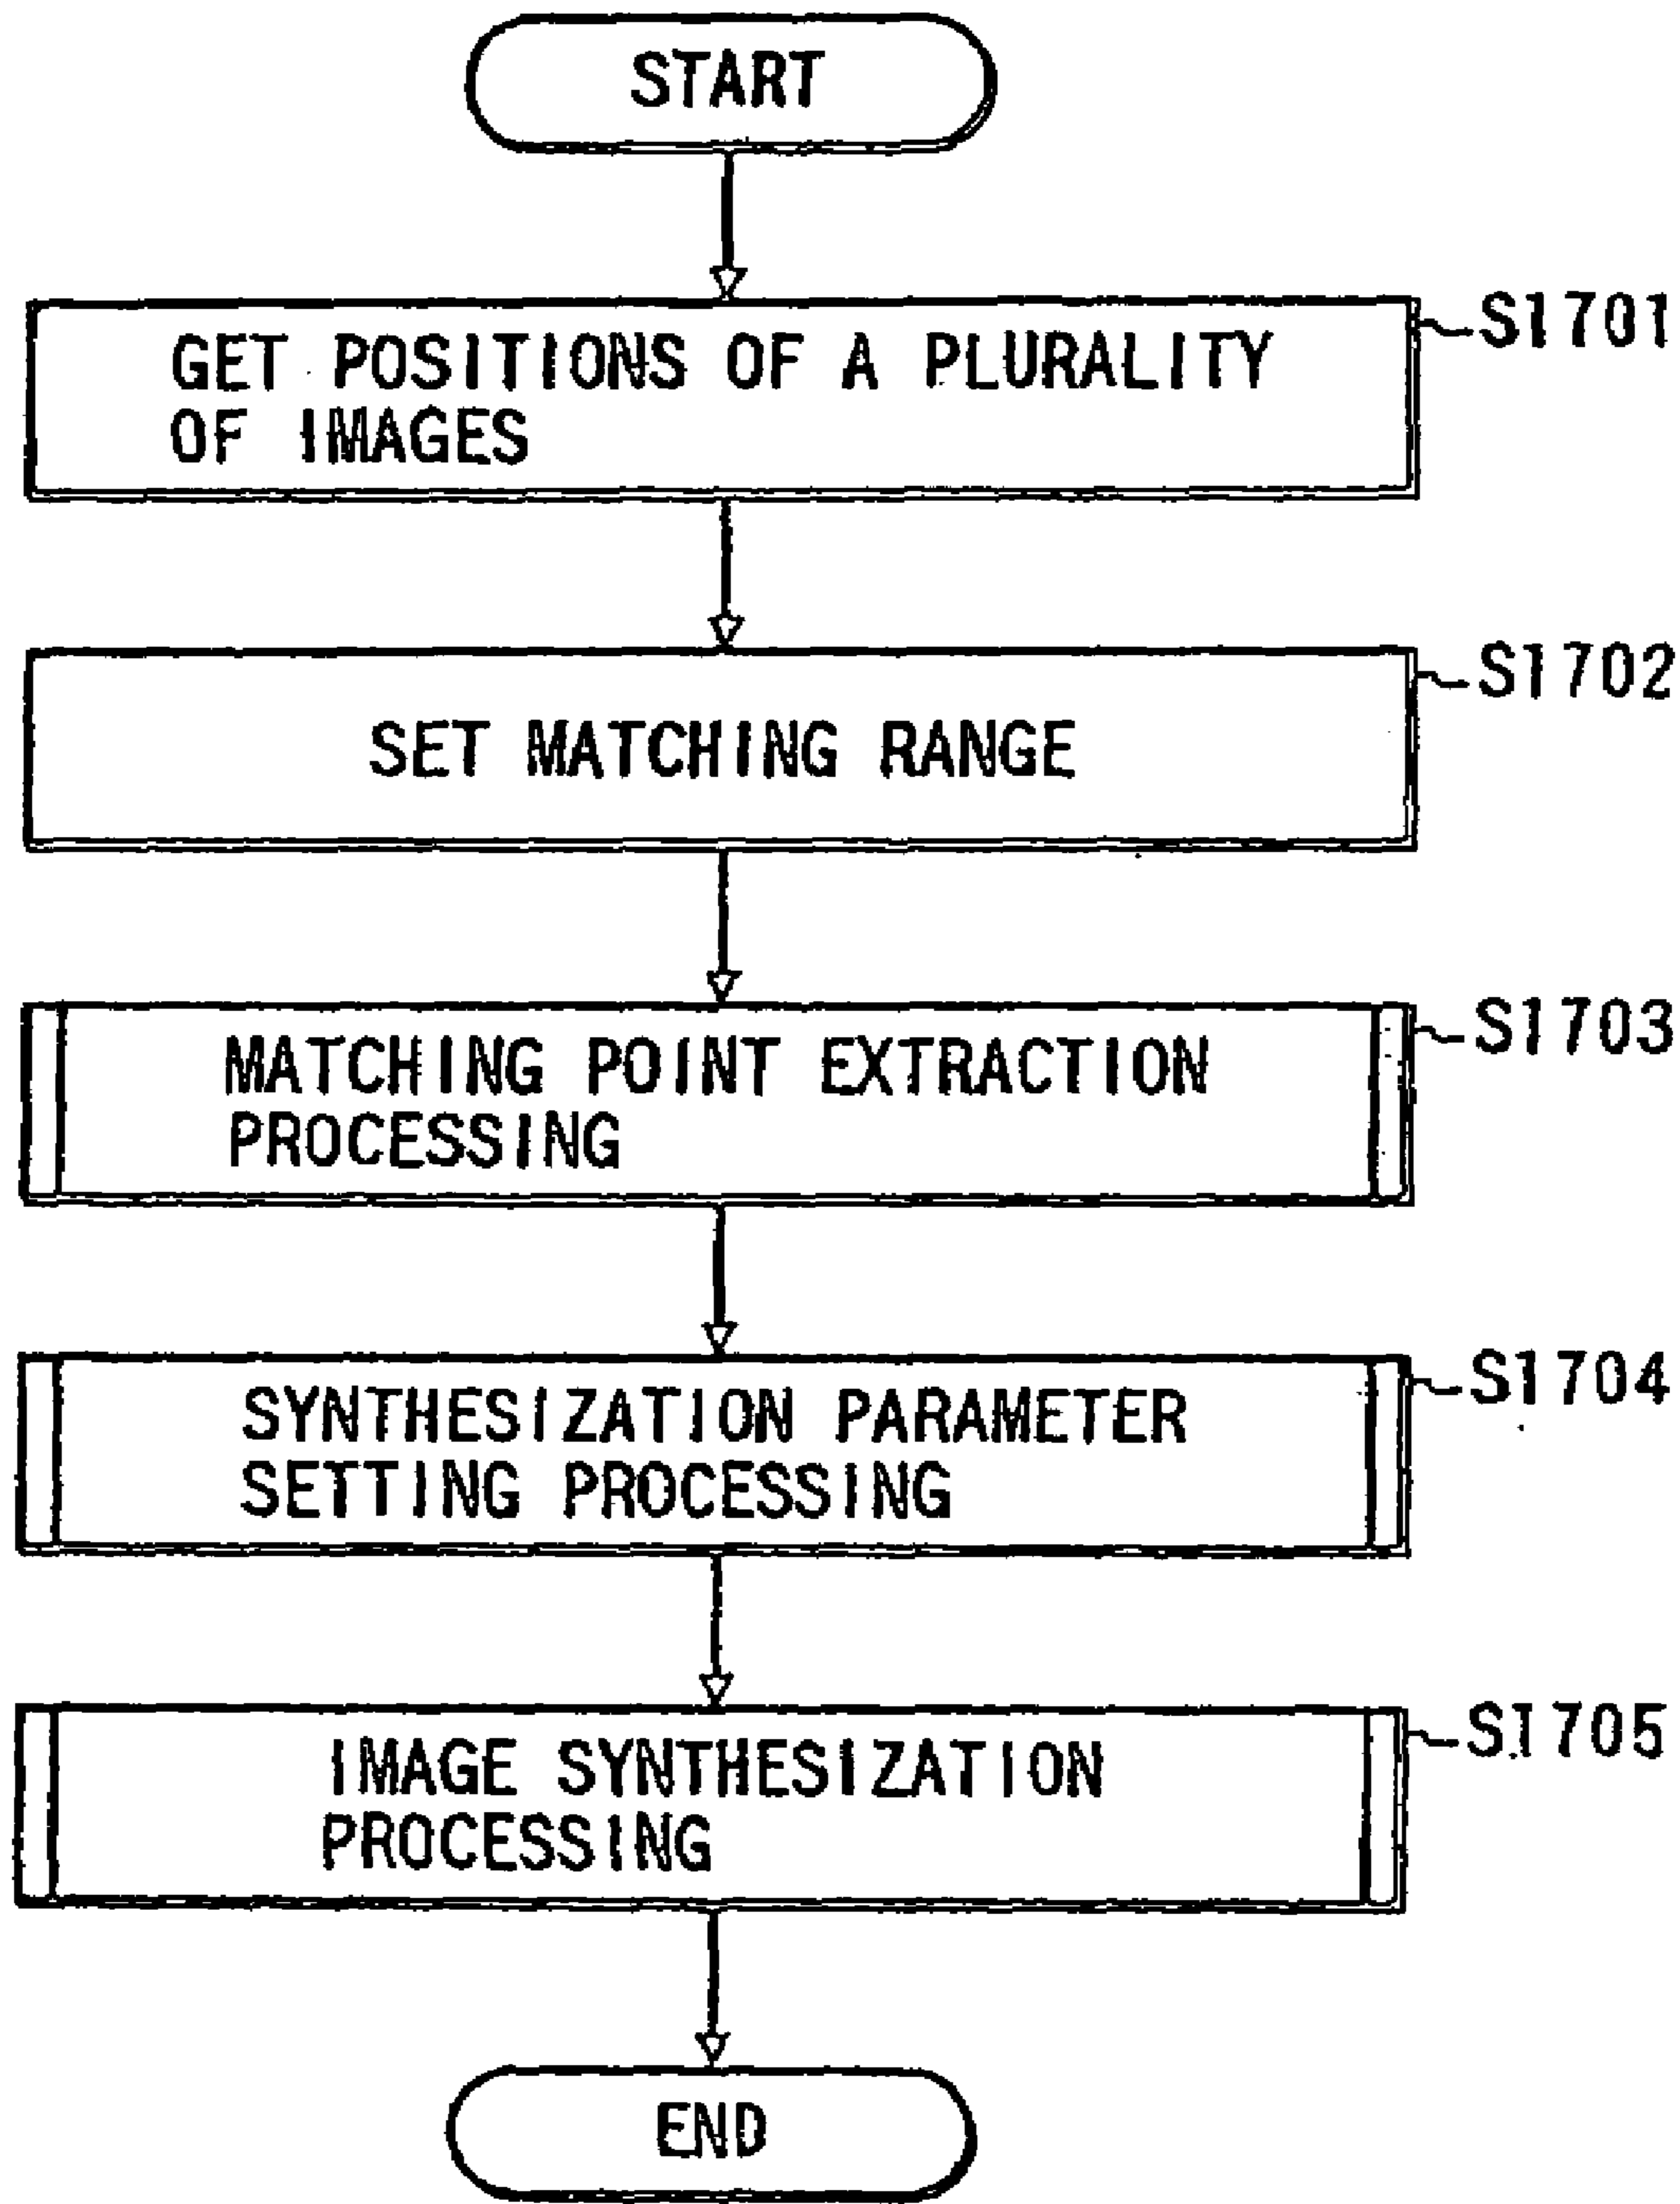 START
S1701
GET POSITIONS OF A PLURALITY
OF IMAGES
S1702
SET MATCHING RANGE
S1703
MATCHING POINT EXTRACTION
PROCESSING
S1704
SYNTHESIZATION PARAMETER
SETTING PROCESSING
S1705
IMAGE SYNTHESIZATION
PROCESSING
END